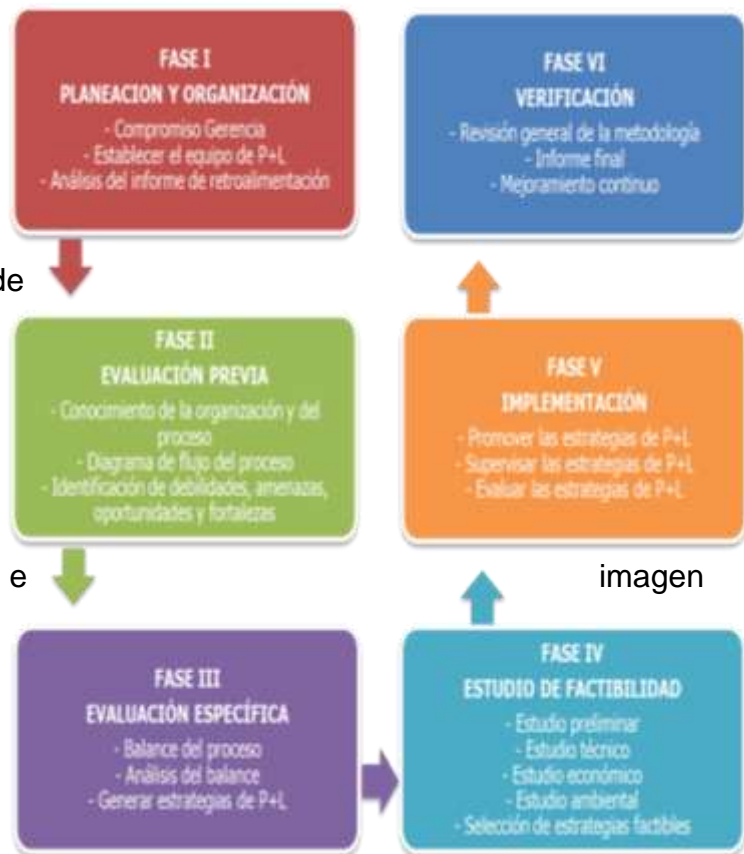 FASE I
PLANEACION Y ORGANIZACIÓN
- Compromiso Gerencia
- Establecer el equipo de P+L
- Análisis del informe de retroalimentación
de
FASE II
EVALUACIÓN PREVIA
- Conocimiento de la organización y del
proceso
- Diagrama de flujo del proceso
- Identificación de debilidades, amenazas,
oportunidades y fortalezas
e
FASE III
EVALUACIÓN ESPECÍFICA
- Balance del proceso
- Análisis del balance
- Generar estrategias de P+L
FASE IV
ESTUDIO DE FACTIBILIDAD
- Estudio preliminar
- Estudio técnico
- Estudio económico
- Estudio ambiental
- Selección de estrategias factibles
imagen
FASE V
IMPLEMENTACIÓN
- Promover las estrategias de P+L
- Supervisar las estrategias de P+L
- Evaluar las estrategias de P+L
FASE VI
VERIFICACIÓN
- Revisión general de la metodología
- Informe final
- Mejoramiento continuo